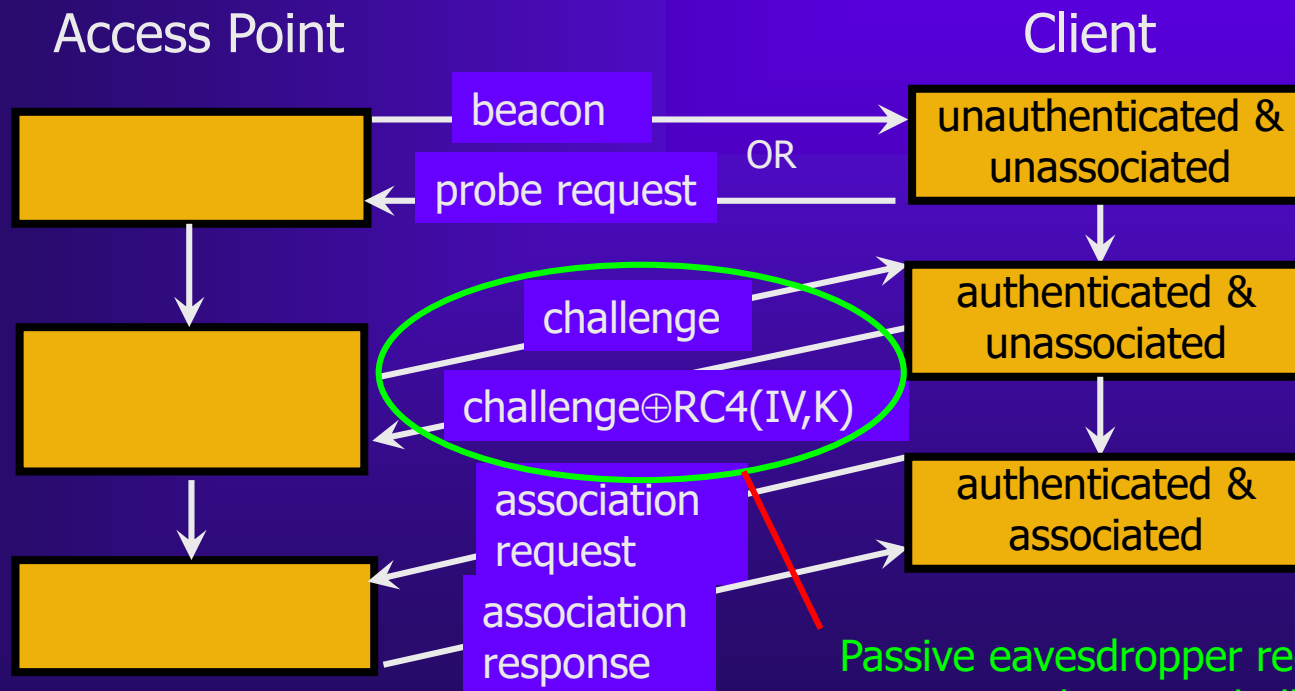 Access Point
Client
beacon
OR
probe request
unauthenticated &
unassociated
challenge
challenge⊕RC4(IV,K)
authenticated &
unassociated
association
request
authenticated &
associated
association
response
Passive eavesdropper